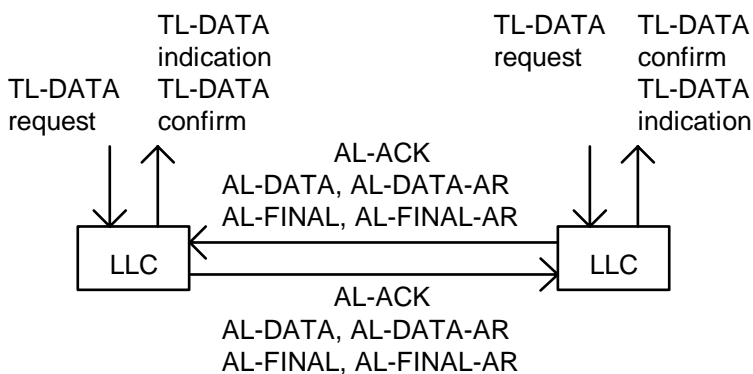 TL-DATA
indication
TL-DATA
request
TL-DATA
confirm
TL-DATA
request
TL-DATA
confirm
TL-DATA
indication
AL-ACK
AL-DATA, AL-DATA-AR
AL-FINAL, AL-FINAL-AR
LLC
LLC
AL-ACK
AL-DATA, AL-DATA-AR
AL-FINAL, AL-FINAL-AR